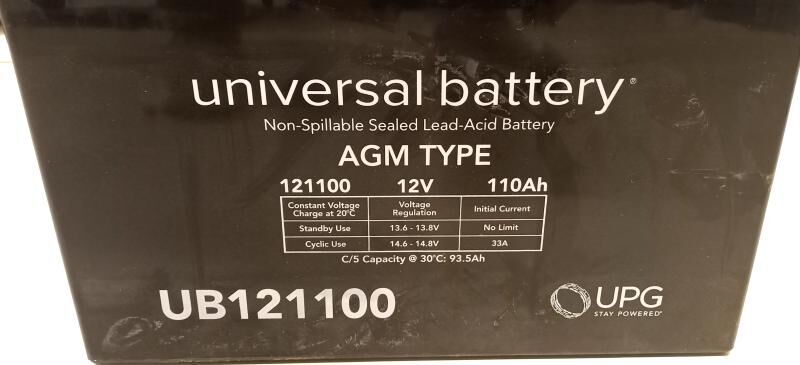 universal battery®
Non-Spillable Sealed Lead-Acid Battery
AGM TYPE
121100 12V 110Ah
Constant Voltage Charge at 20°C Voltage Regulation Initial Current
Standby Use 13.6 - 13.8V No Limit
Cyclic Use 14.6 - 14.8V 33A
C/5 Capacity @ 30°C: 93.5Ah
UB121100
UPG
STAY POWERED®